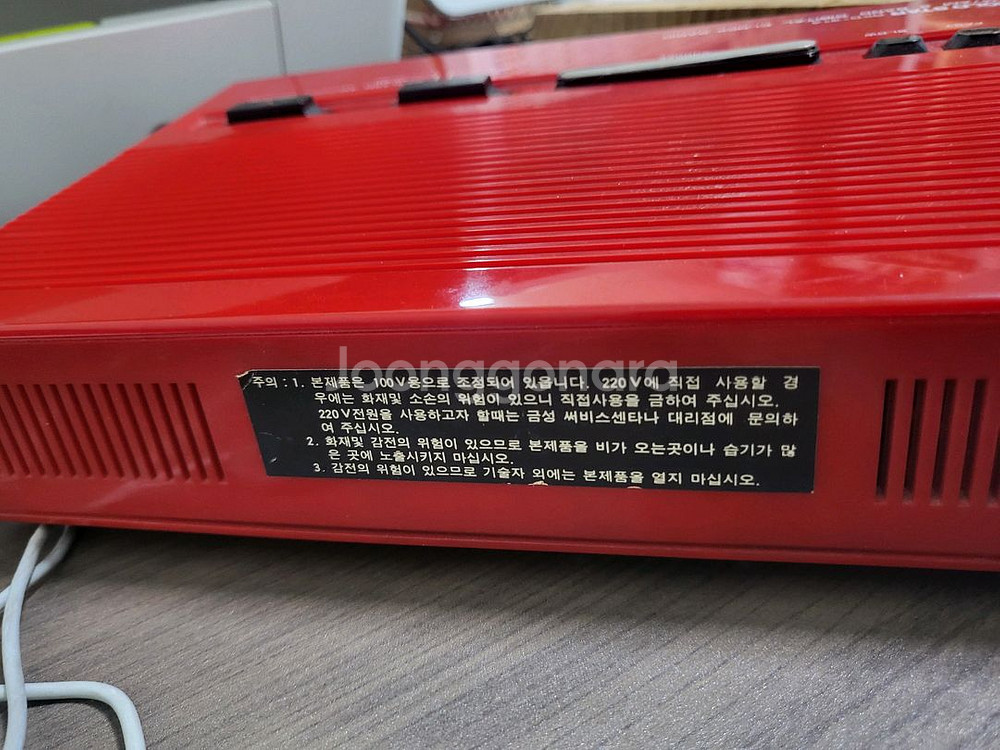 Joonggonara
주의 : 1. 본제품은 100V용으로 조정되어 있읍니다. 220V에 직접 사용할 경
우에는 화재및 소손의 위험이 있으니 직접사용을 금하여 주십시오.
220V전원을 사용하고자 할때는 금성 써비스센타나 대리점에 문의하
여 주십시오.
2. 화재및 감전의 위험이 있으므로 본제품을 비가 오는곳이나 습기가 많
은 곳에 노출시키지 마십시오.
3. 감전의 위험이 있으므로 기술자 외에는 본제품을 열지 마십시오.